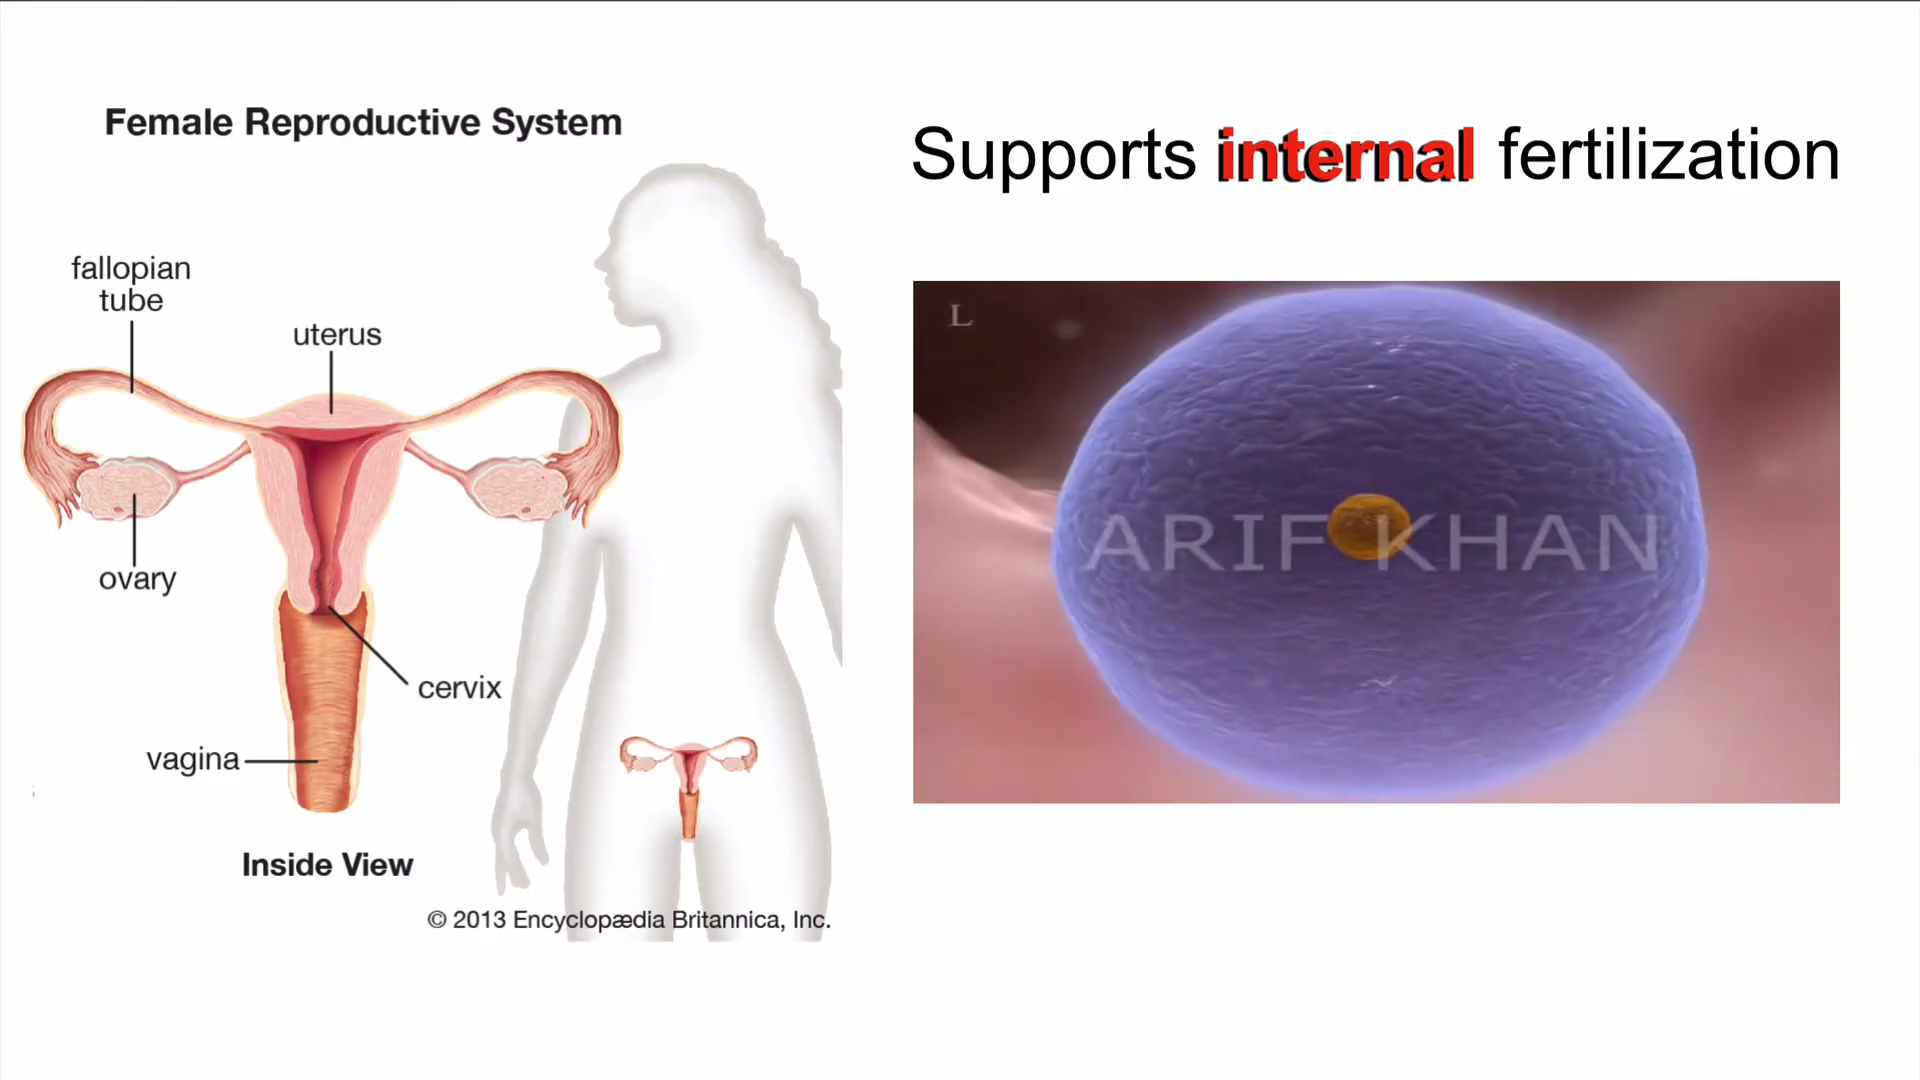 Female Reproductive System
fallopian
tube
uterus
ovary
cervix
vagina
Inside View
© 2013 Encyclopædia Britannica, Inc.
Supports internal fertilization
L
ARIF KHAN